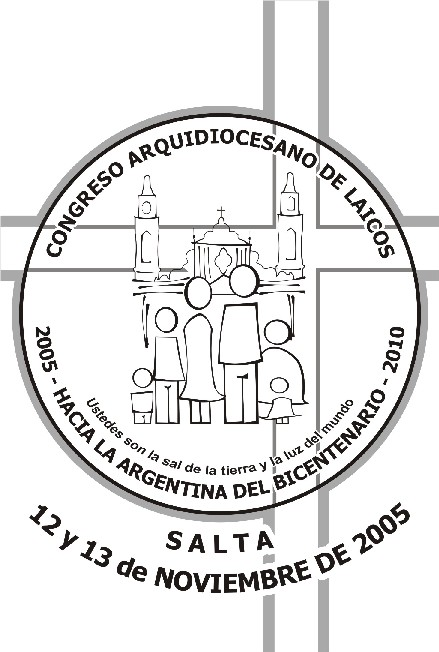 CONGRESO ARQUIDIOCESANO DE LAICOS
Ustedes son la sal de la tierra y la luz del mundo
2005 - HACIA LA ARGENTINA DEL BICENTENARIO - 2010
SALTA
12 y 13 de NOVIEMBRE DE 2005